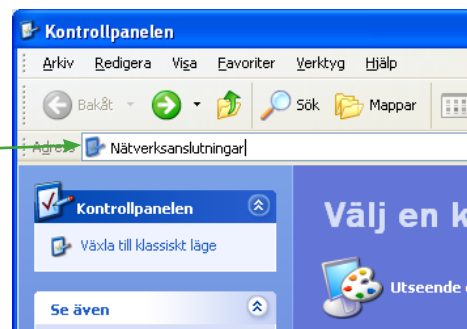 Kontrollpanelen
Arkiv Redigera Visa Favoriter Verktyg Hjälp
Bakåt Sök Mappar
Adress Nätverksanslutningar
Kontrollpanelen
Växla till klassiskt läge
Se även
Välj en k
Utseende